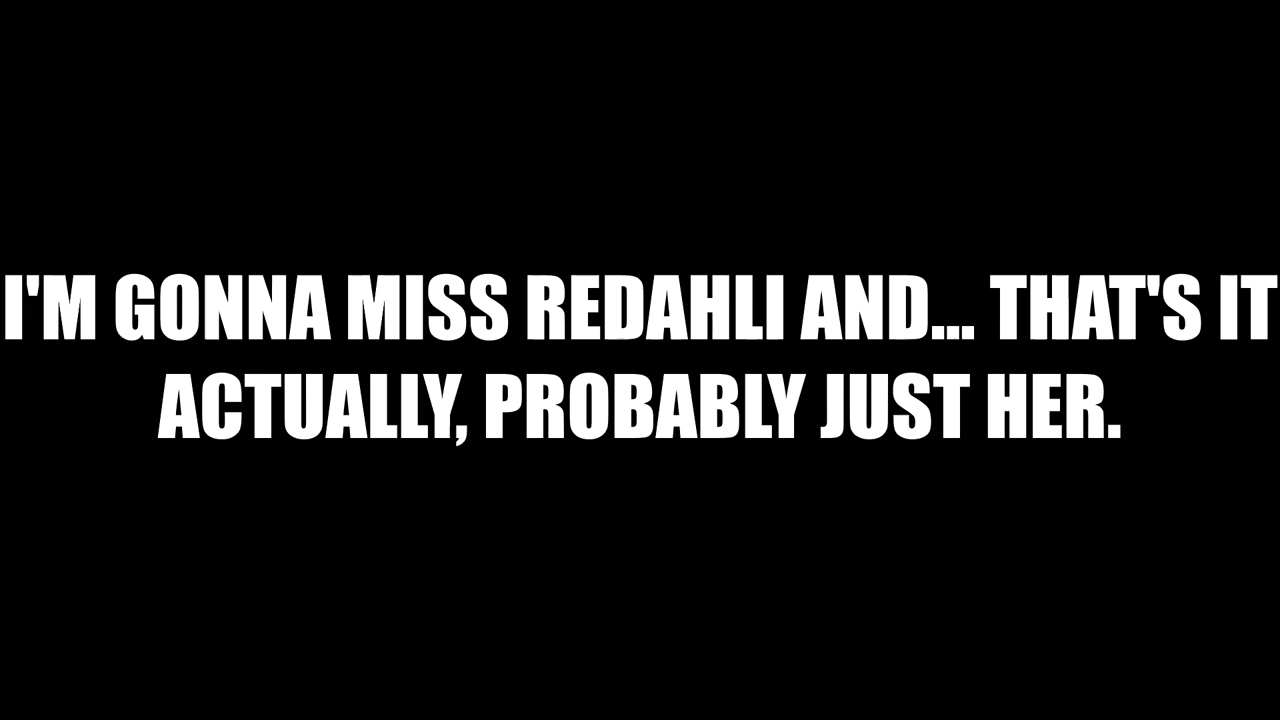 I'M GONNA MISS REDAHLI AND... THAT'S IT
ACTUALLY, PROBABLY JUST HER.